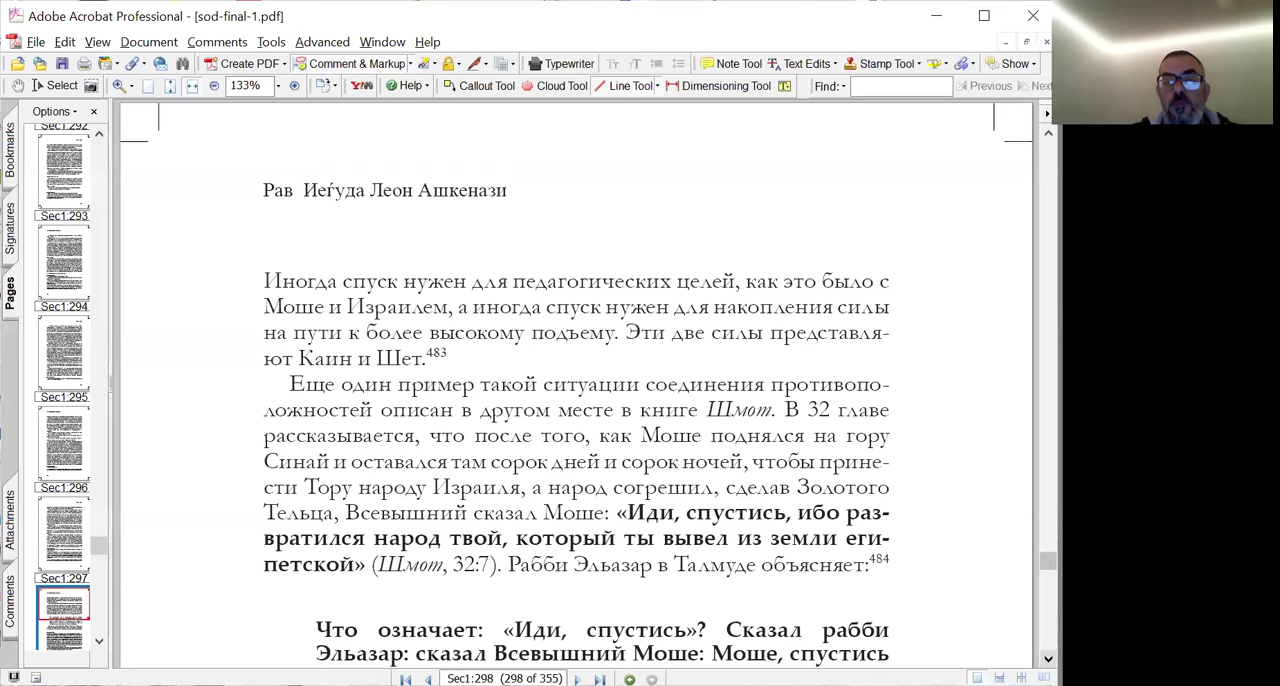 Adobe Acrobat Professional - [sod-final-1.pdf]
File Edit View Document Comments Tools Advanced Window Help
Create PDF Comment & Markup Typewriter Note Tool Text Edits Stamp Tool Show
Select 133% Help Callout Tool Cloud Tool Line Tool Dimensioning Tool Find: Previous Next
Options
Bookmarks
Signatures
Pages
Attachments
Comments
Sec1:292
Sec1:293
Sec1:294
Sec1:295
Sec1:296
Sec1:297
Рав Иеѓуда Леон Ашкенази
Иногда спуск нужен для педагогических целей, как это было с
Моше и Израилем, а иногда спуск нужен для накопления силы
на пути к более высокому подъему. Эти две силы представля-
ют Каин и Шет.483
Еще один пример такой ситуации соединения противопо-
ложностей описан в другом месте в книге Шмот. В 32 главе
рассказывается, что после того, как Моше поднялся на гору
Синай и оставался там сорок дней и сорок ночей, чтобы прине-
сти Тору народу Израиля, а народ согрешил, сделав Золотого
Тельца, Всевышний сказал Моше: «Иди, спустись, ибо раз-
вратился народ твой, который ты вывел из земли еги-
петской» (Шмот, 32:7). Рабби Эльазар в Талмуде объясняет:484
Что означает: «Иди, спустись»? Сказал рабби
Эльазар: сказал Всевышний Моше: Моше, спустись
Sec1:298 (298 of 355)